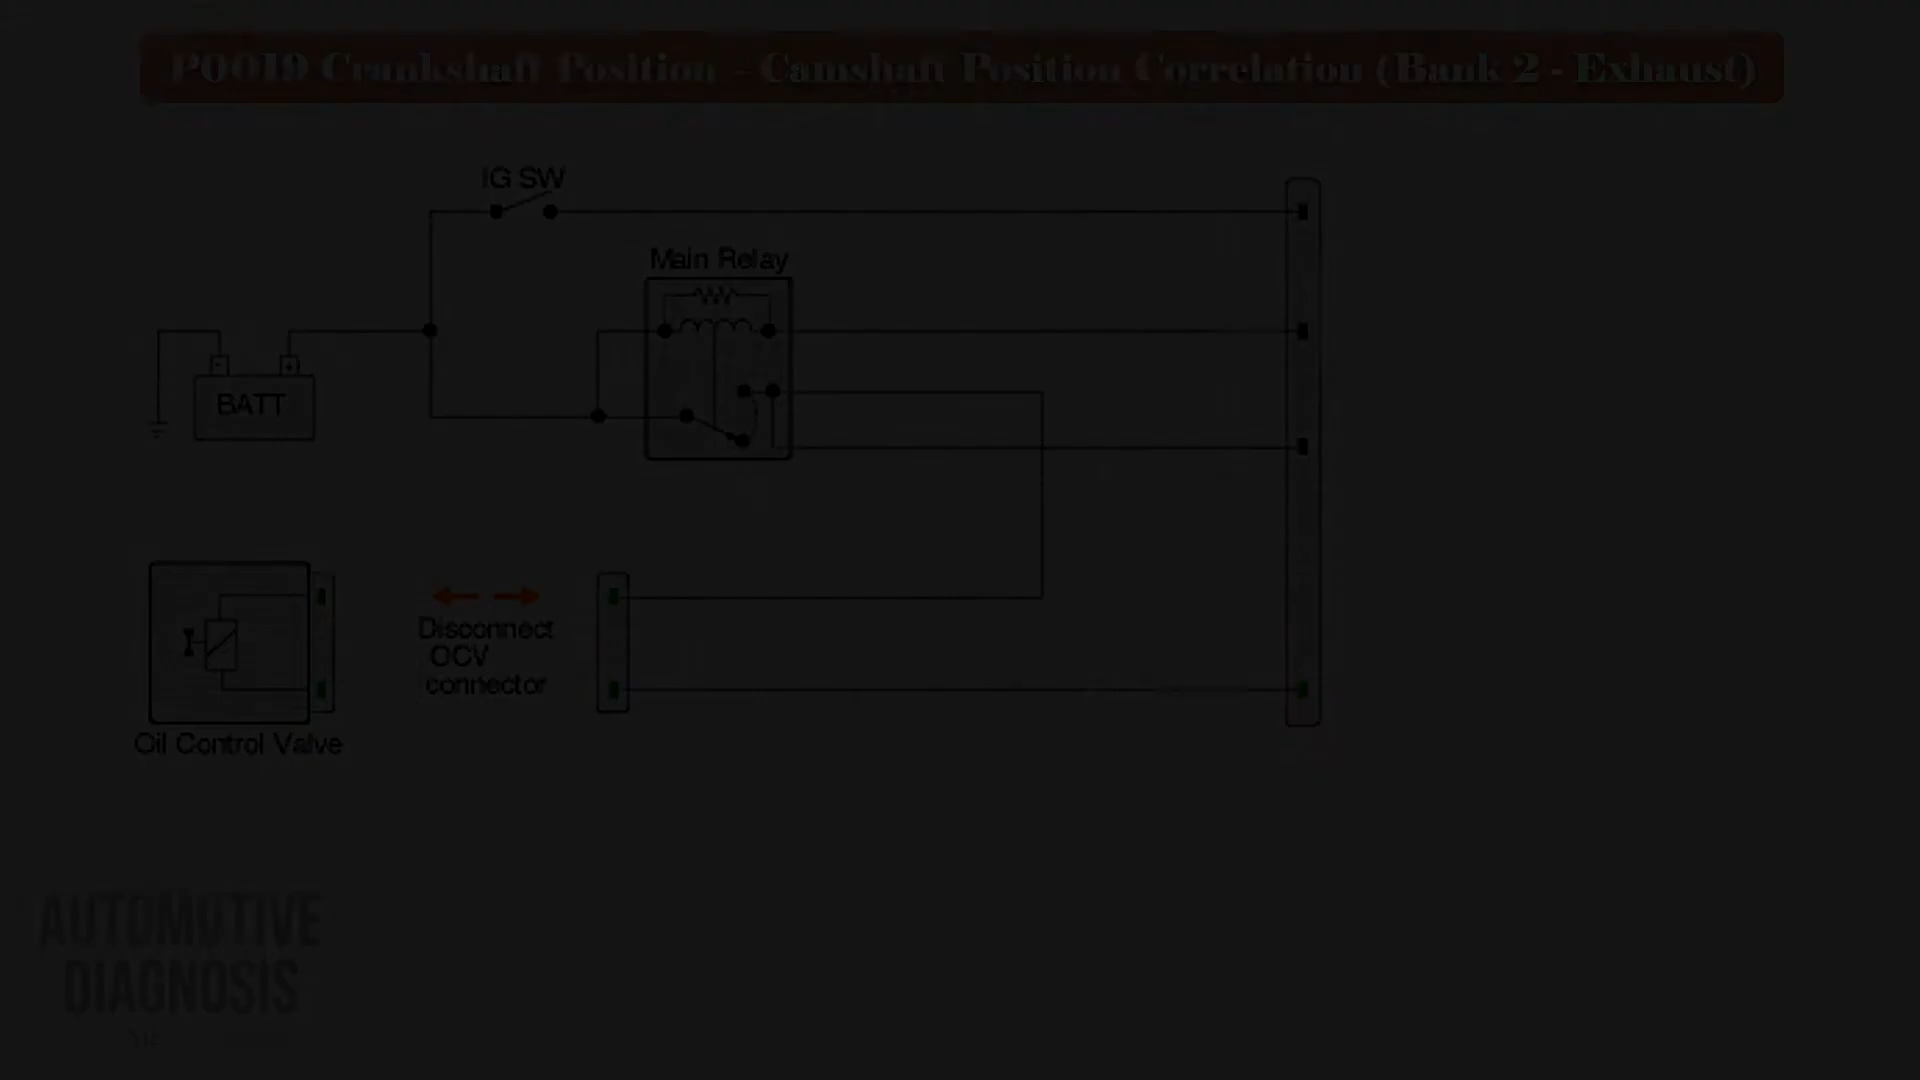 P0019 Crankshaft Position - Camshaft Position Correlation (Bank 2 - Exhaust)
IG SW
Main Relay
- +
BATT
Disconnect
OCV
connector
Oil Control Valve
AUTOMOTIVE
DIAGNOSIS